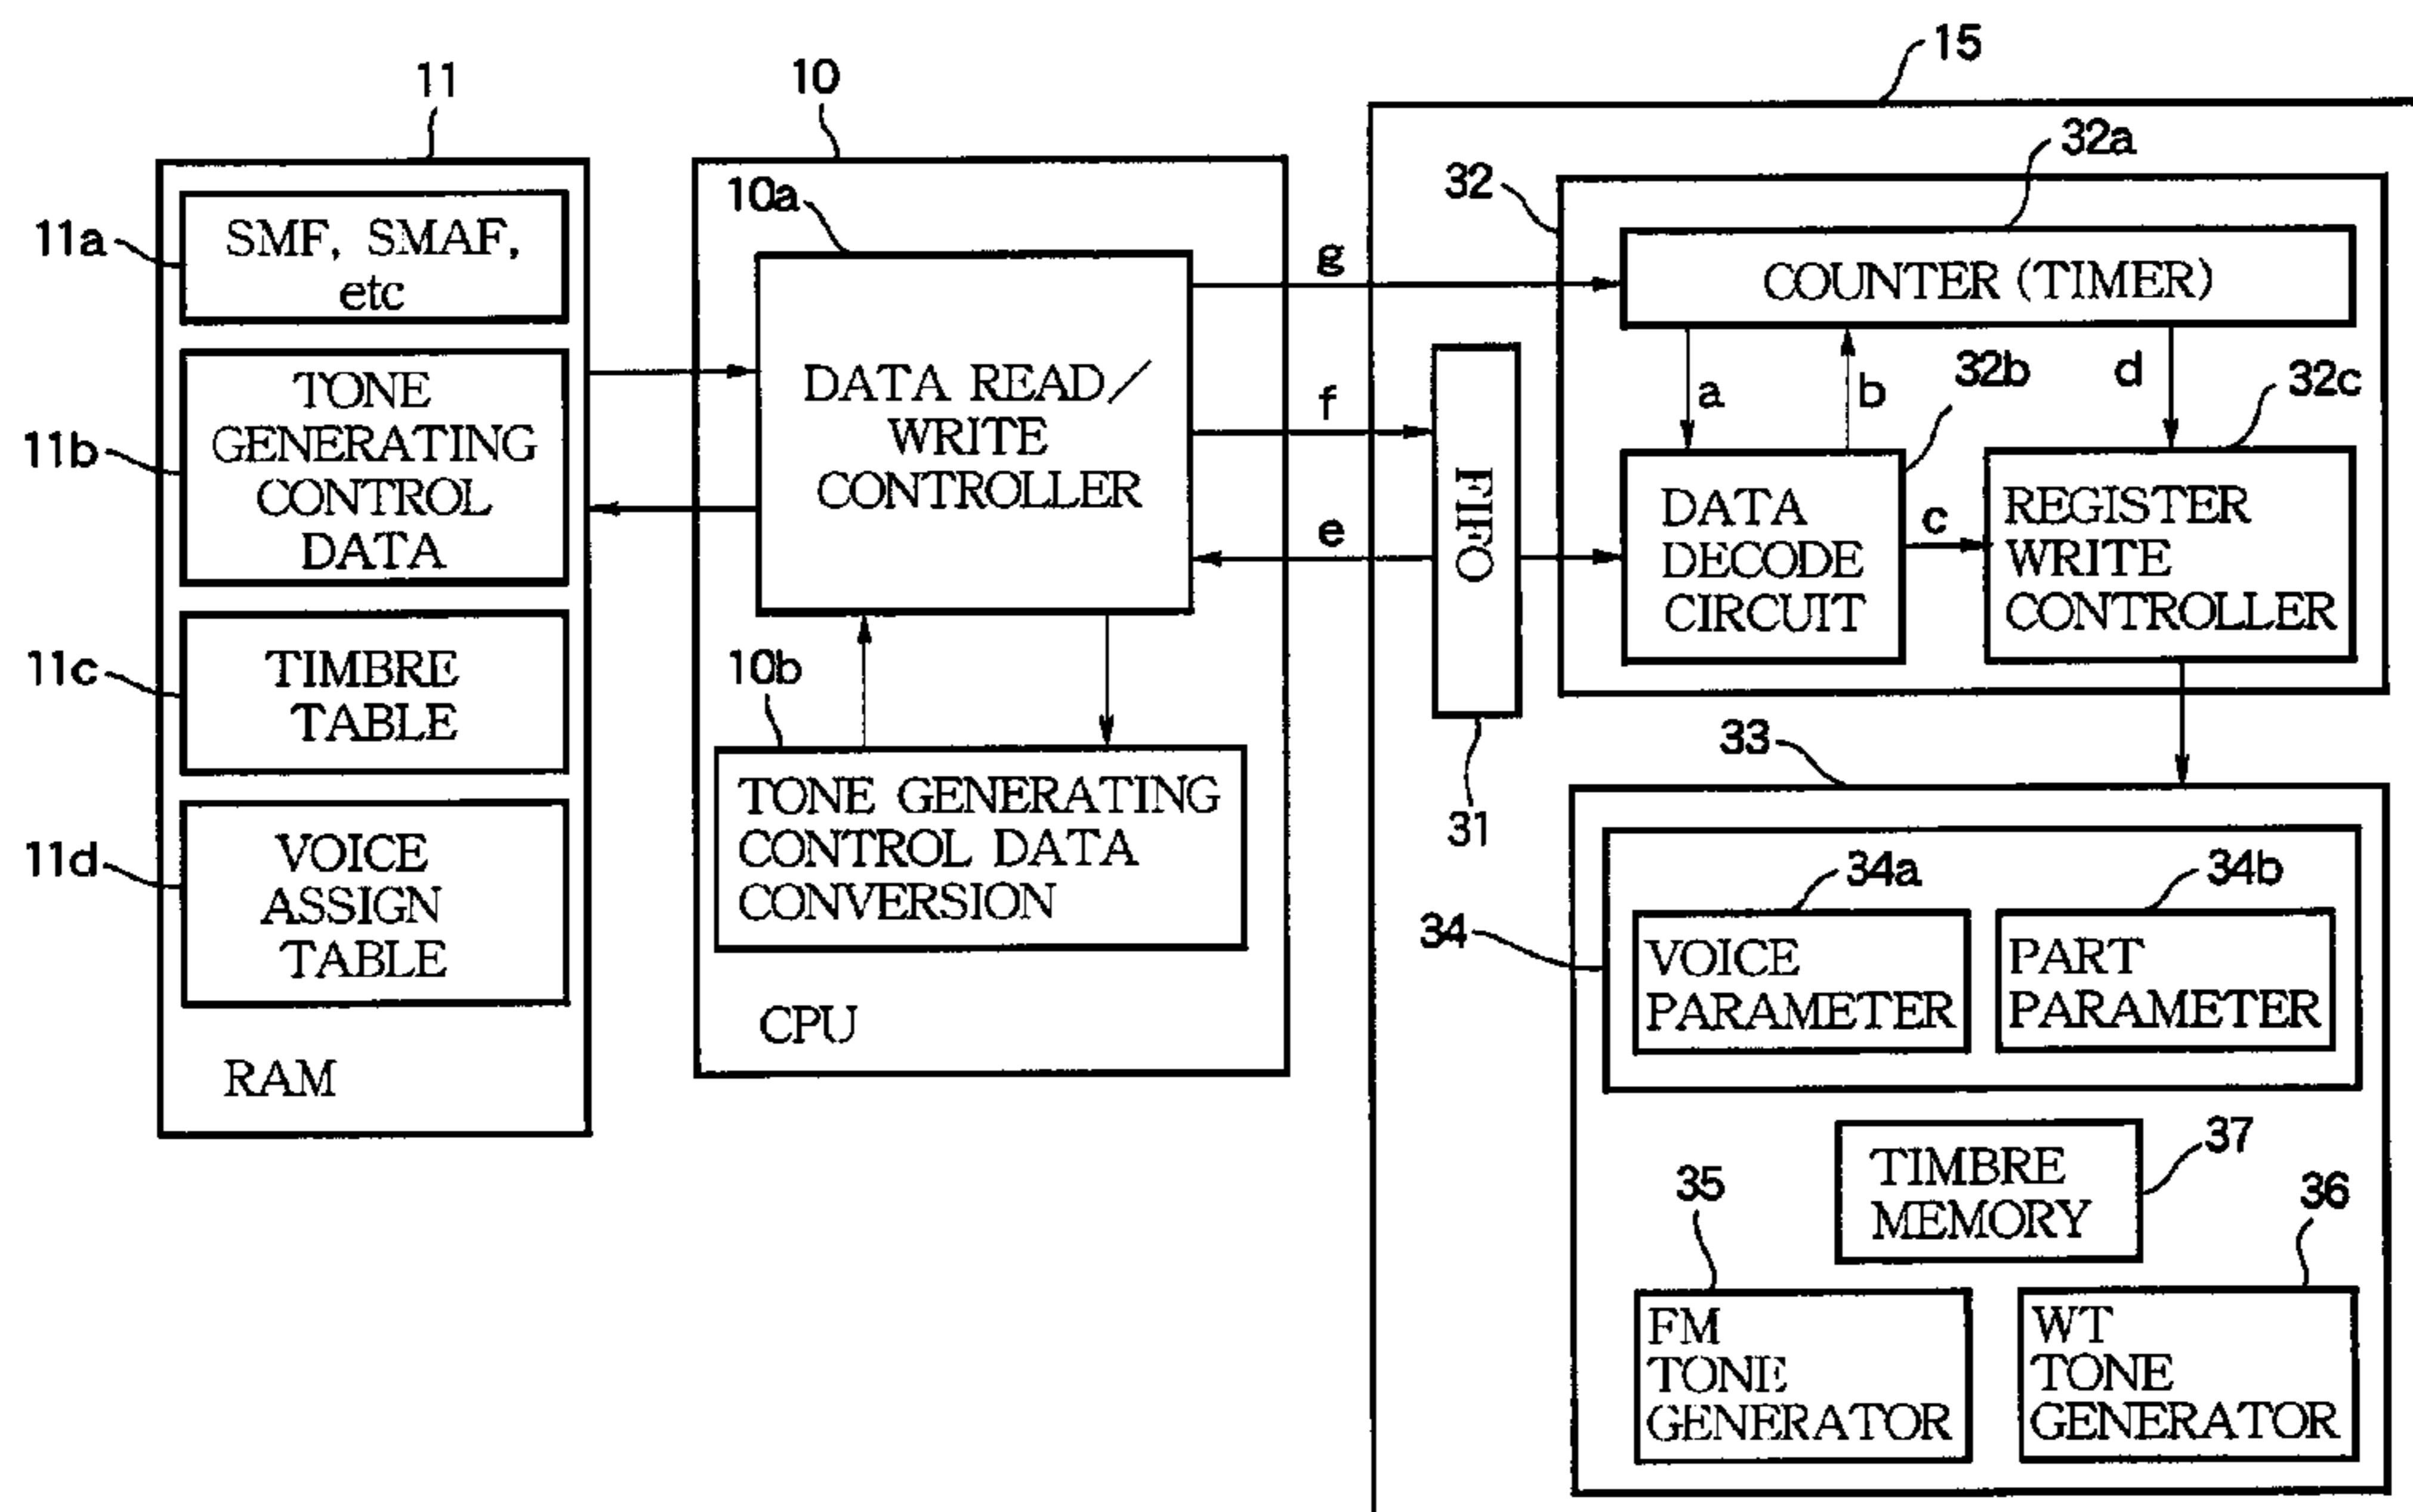 15
11
10
32a
32
10a
11a
SMF, SMAF,
etc
g
COUNTER (TIMER)
11b
TONE
GENERATING
CONTROL
DATA
DATA READ/
WRITE
CONTROLLER
f
e
FIFO
31
a
b
32b
d
32c
DATA
DECODE
CIRCUIT
c
REGISTER
WRITE
CONTROLLER
11c
TIMBRE
TABLE
10b
TONE GENERATING
CONTROL DATA
CONVERSION
11d
VOICE
ASSIGN
TABLE
CPU
RAM
33
34
34a
34b
VOICE
PARAMETER
PART
PARAMETER
37
TIMBRE
MEMORY
35
36
FM
TONE
GENERATOR
WT
TONE
GENERATOR